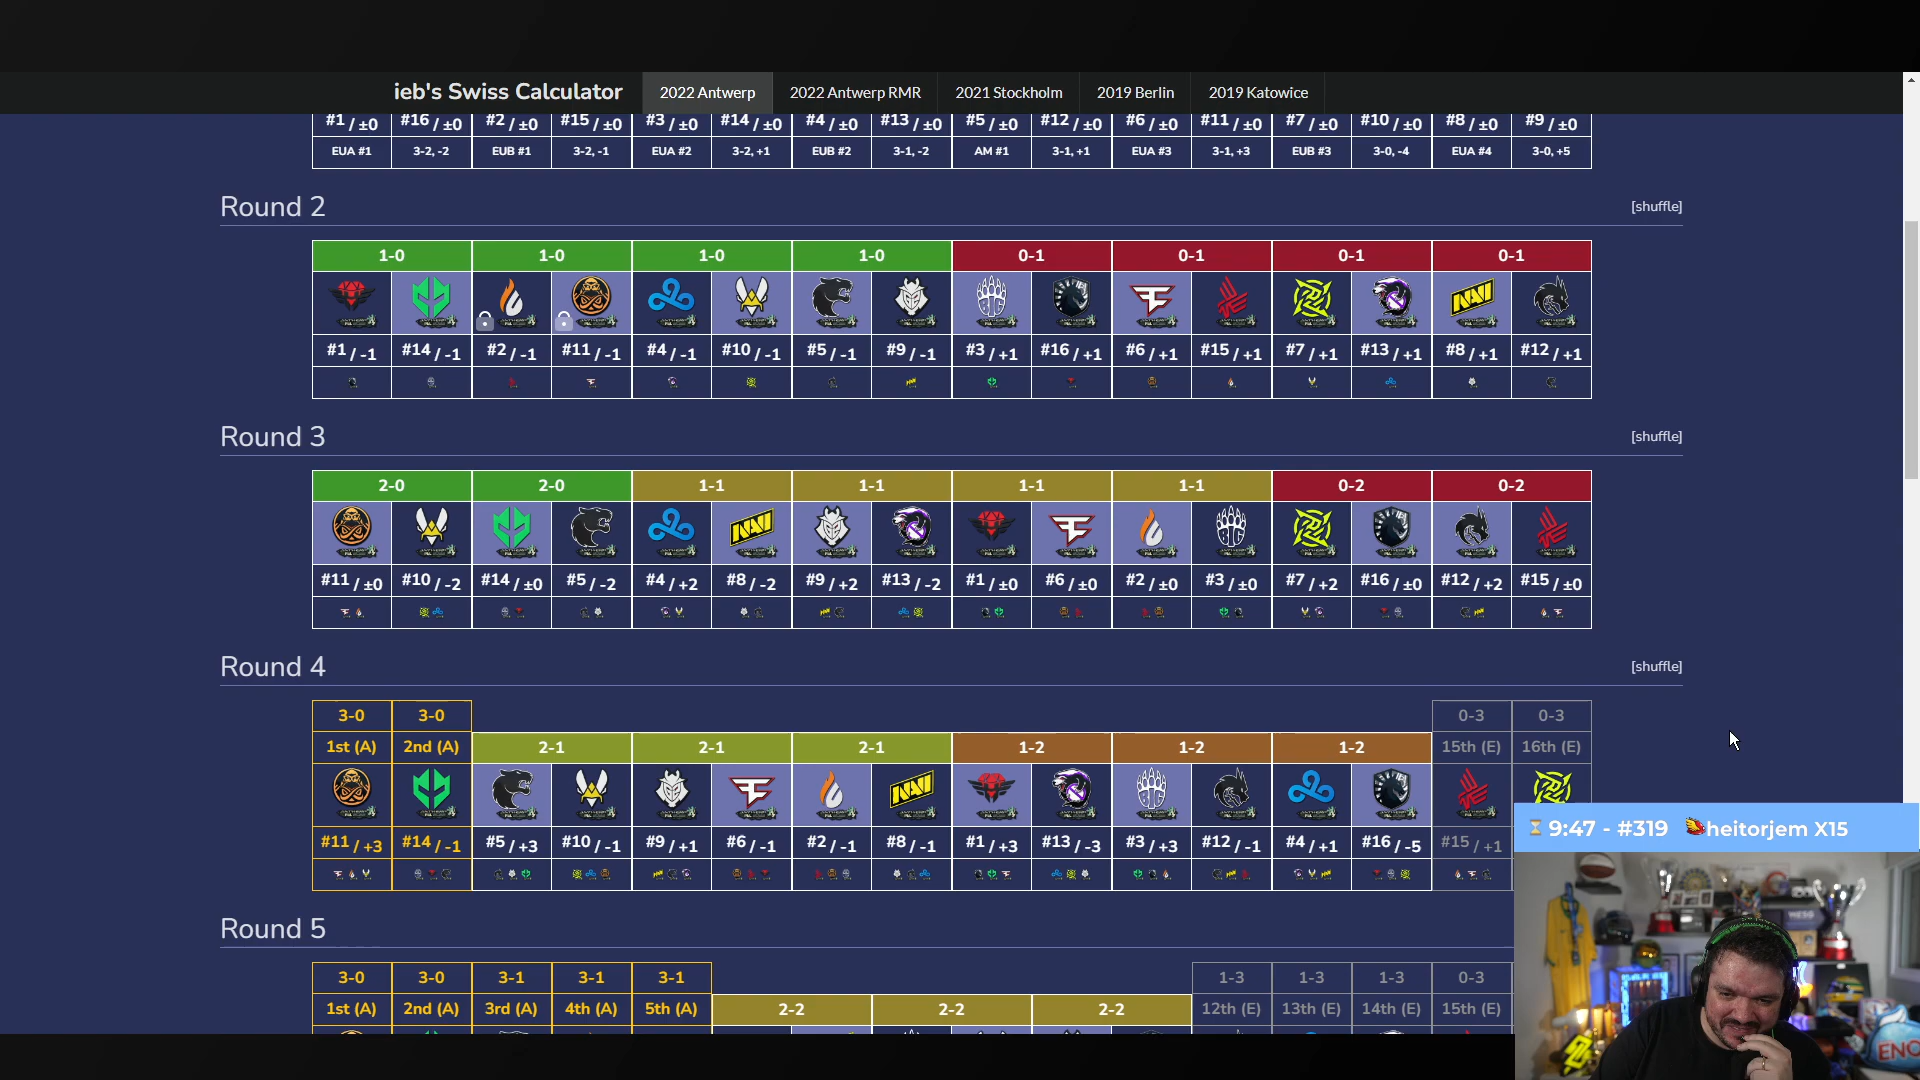 ieb's Swiss Calculator 2022 Antwerp 2022 Antwerp RMR 2021 Stockholm 2019 Berlin 2019 Katowice
#1 / ±0 #16 / ±0 #2 / ±0 #15 / ±0 #3 / ±0 #14 / ±0 #4 / ±0 #13 / ±0 #5 / ±0 #12 / ±0 #6 / ±0 #11 / ±0 #7 / ±0 #10 / ±0 #8 / ±0 #9 / ±0
EUA #1 3-2, -2 EUB #1 3-2, -1 EUA #2 3-2, +1 EUB #2 3-1, -2 AM #1 3-1, +1 EUA #3 3-1, +3 EUB #3 3-0, -4 EUA #4 3-0, +5
Round 2 [shuffle]
1-0 1-0 1-0 1-0 0-1 0-1 0-1 0-1
#1 / -1 #14 / -1 #2 / -1 #11 / -1 #4 / -1 #10 / -1 #5 / -1 #9 / -1 #3 / +1 #16 / +1 #6 / +1 #15 / +1 #7 / +1 #13 / +1 #8 / +1 #12 / +1
Round 3 [shuffle]
2-0 2-0 1-1 1-1 1-1 1-1 0-2 0-2
#11 / ±0 #10 / -2 #14 / ±0 #5 / -2 #4 / +2 #8 / -2 #9 / +2 #13 / -2 #1 / ±0 #6 / ±0 #2 / ±0 #3 / ±0 #7 / +2 #16 / ±0 #12 / +2 #15 / ±0
Round 4 [shuffle]
3-0 3-0 0-3 0-3
1st (A) 2nd (A) 2-1 2-1 2-1 1-2 1-2 1-2 15th (E) 16th (E)
#11 / +3 #14 / -1 #5 / +3 #10 / -1 #9 / +1 #6 / -1 #2 / -1 #8 / -1 #1 / +3 #13 / -3 #3 / +3 #12 / -1 #4 / +1 #16 / -5 #15 / +1
9:47 - #319 heitorjem X15
Round 5
3-0 3-0 3-1 3-1 3-1 1-3 1-3 1-3 0-3
1st (A) 2nd (A) 3rd (A) 4th (A) 5th (A) 2-2 2-2 2-2 12th (E) 13th (E) 14th (E) 15th (E)